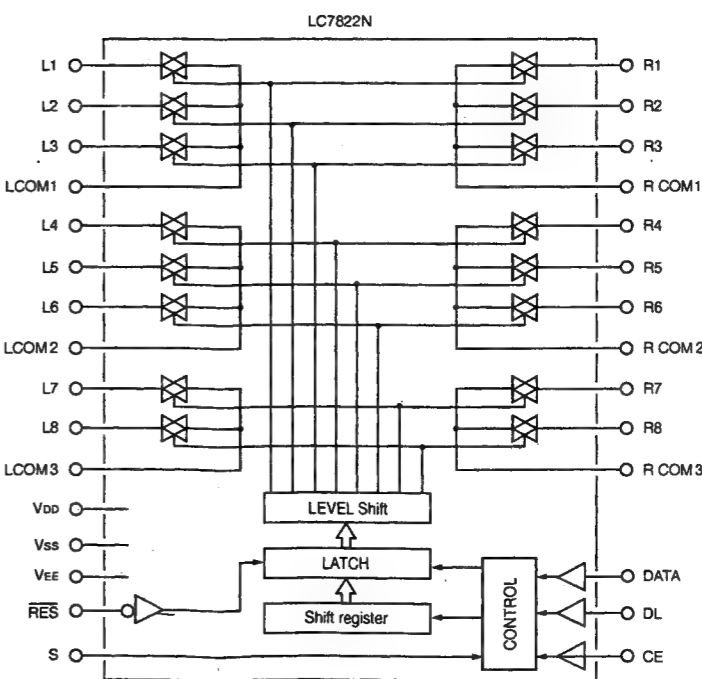 LC7822N
L1 R1
L2 R2
L3 R3
LCOM1 R COM1
L4 R4
L5 R5
L6 R6
LCOM2 R COM2
L7 R7
L8 R8
LCOM3 R COM3
VDD LEVEL Shift
VSS
VEE LATCH DATA
RES Shift register CONTROL DL
S CE